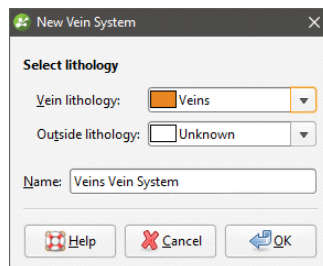 New Vein System
Select lithology
Vein lithology: Veins
Outside lithology: Unknown
Name: Veins Vein System
Help Cancel OK